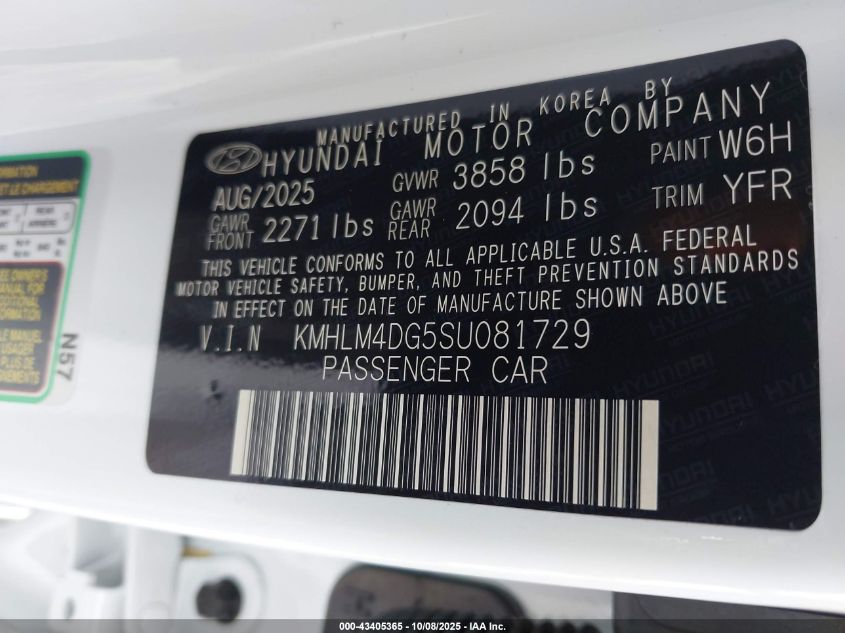 MANUFACTURED IN KOREA BY
HYUNDAI MOTOR COMPANY
AUG/2025 GVWR 3858 lbs PAINT W6H
GAWR FRONT 2271 lbs GAWR REAR 2094 lbs TRIM YFR
THIS VEHICLE CONFORMS TO ALL APPLICABLE U.S.A. FEDERAL
MOTOR VEHICLE SAFETY, BUMPER, AND THEFT PREVENTION STANDARDS
IN EFFECT ON THE DATE OF MANUFACTURE SHOWN ABOVE
V.I.N KMHLM4DG5SU081729
PASSENGER CAR
N57
000-43405365 - 10/08/2025 - IAA Inc.